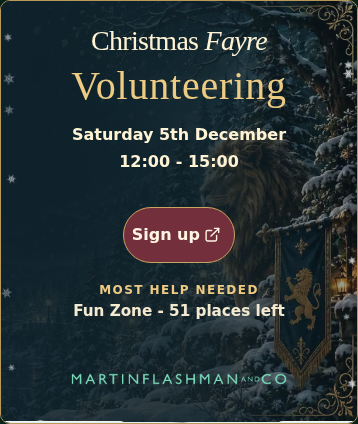 Christmas Fayre
Volunteering
Saturday 5th December
12:00 - 15:00
Sign up
MOST HELP NEEDED
Fun Zone - 51 places left
MARTINFLASHMANANDCO